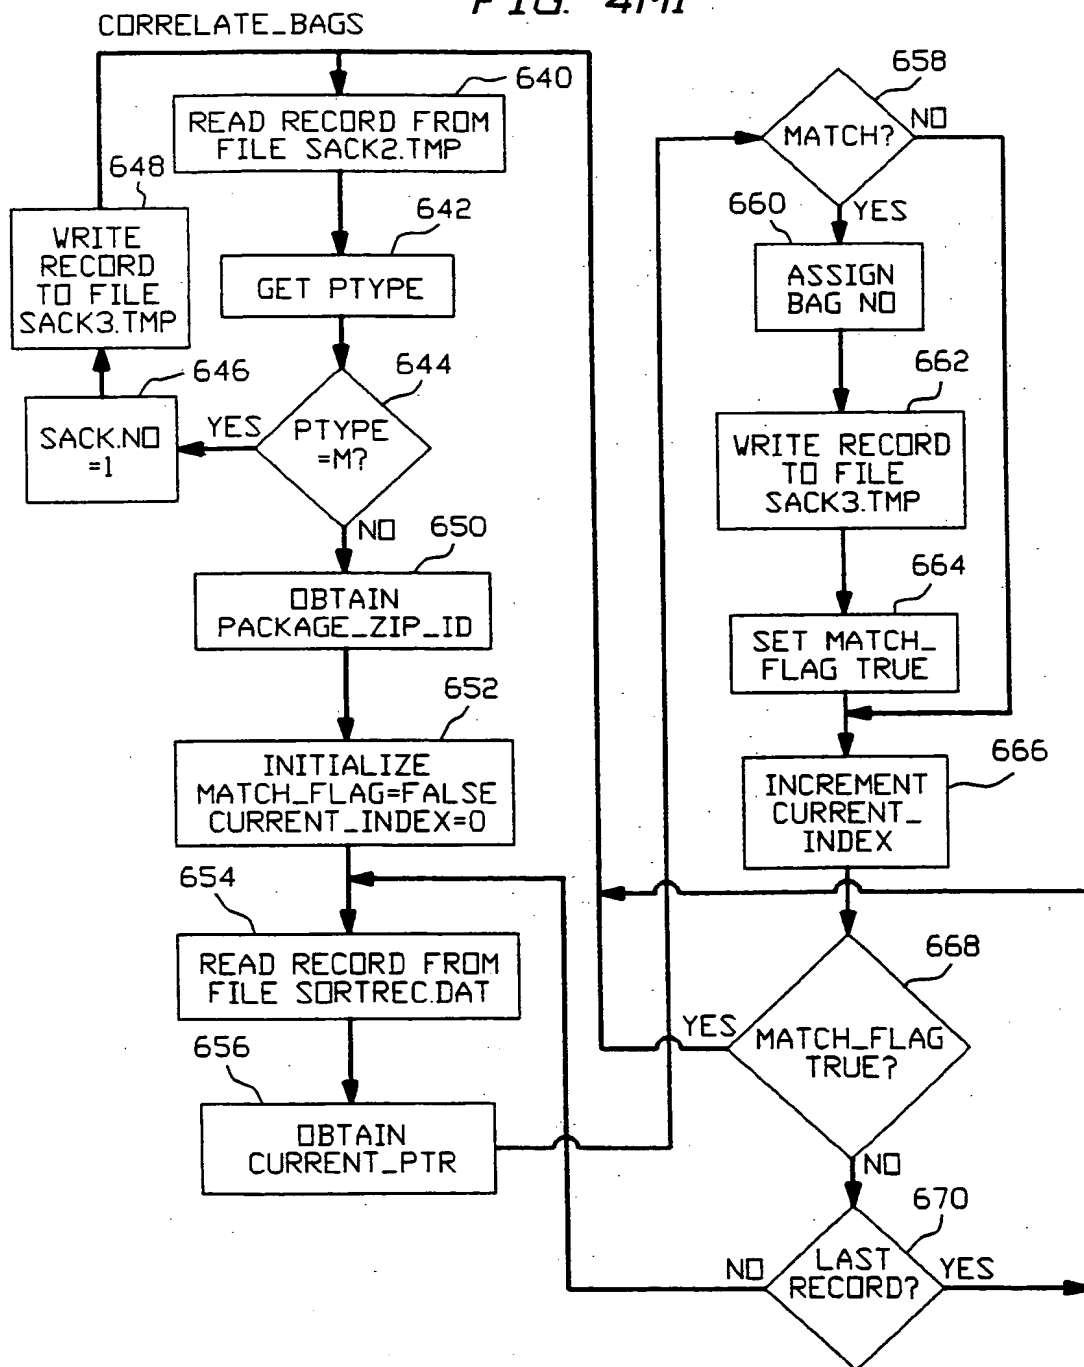 FIG. 4M1
CORRELATE_BAGS
640
READ RECORD FROM
FILE SACK2.TMP
648
WRITE
RECORD
TO FILE
SACK3.TMP
642
GET PTYPE
646
SACK.NO
=1
644
YES
PTYPE
=M?
NO
650
OBTAIN
PACKAGE_ZIP_ID
652
INITIALIZE
MATCH_FLAG=FALSE
CURRENT_INDEX=0
654
READ RECORD FROM
FILE SORTREC.DAT
656
OBTAIN
CURRENT_PTR
658
MATCH?
NO
YES
660
ASSIGN
BAG NO
662
WRITE RECORD
TO FILE
SACK3.TMP
664
SET MATCH_
FLAG TRUE
666
INCREMENT
CURRENT_
INDEX
668
YES
MATCH_FLAG
TRUE?
NO
670
NO
LAST
RECORD?
YES